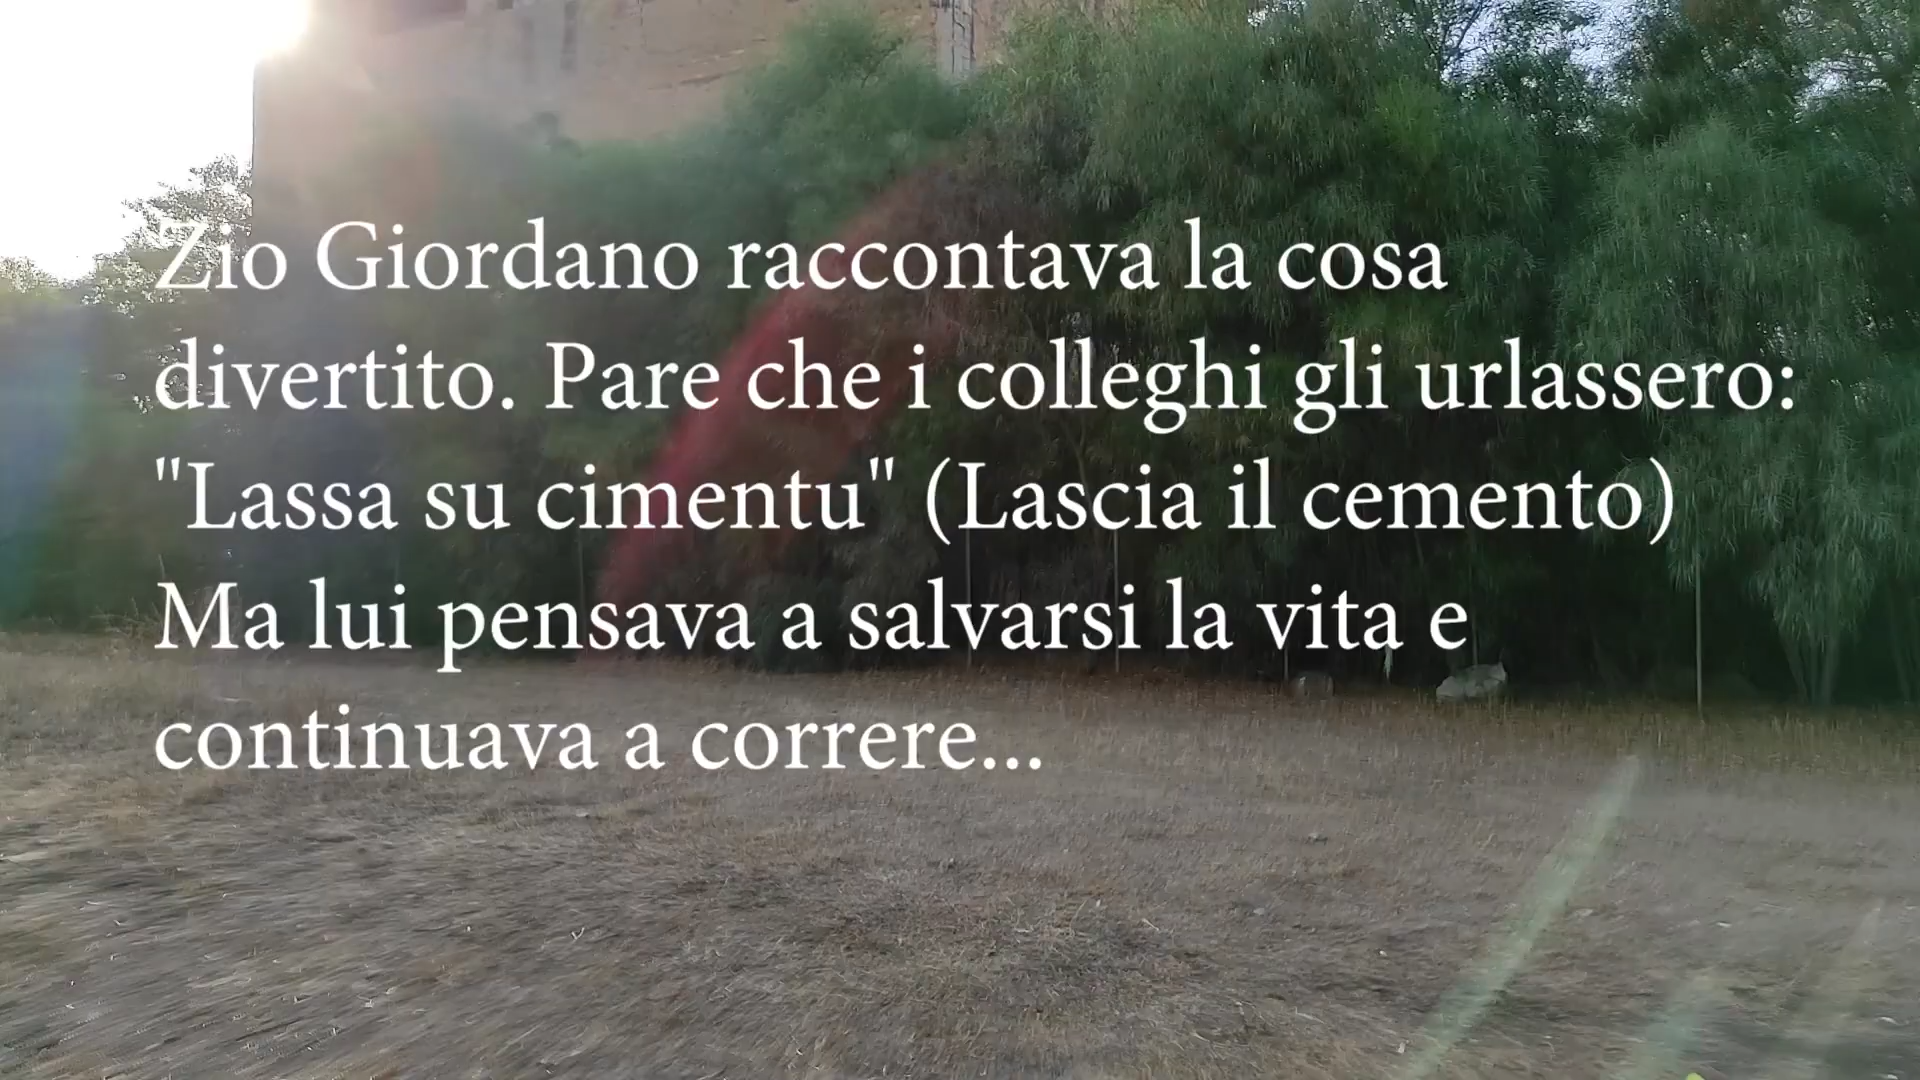 Zio Giordano raccontava la cosa
divertito. Pare che i colleghi gli urlassero:
"Lassa su cimentu" (Lascia il cemento)
Ma lui pensava a salvarsi la vita e
continuava a correre...